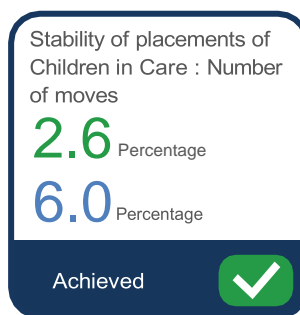 Stability of placements of
Children in Care : Number
of moves
2.6 Percentage
6.0 Percentage
Achieved